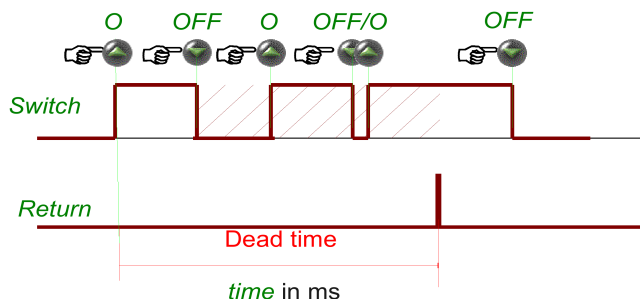 O OFF O OFF/O OFF
Switch
Return
Dead time
time in ms